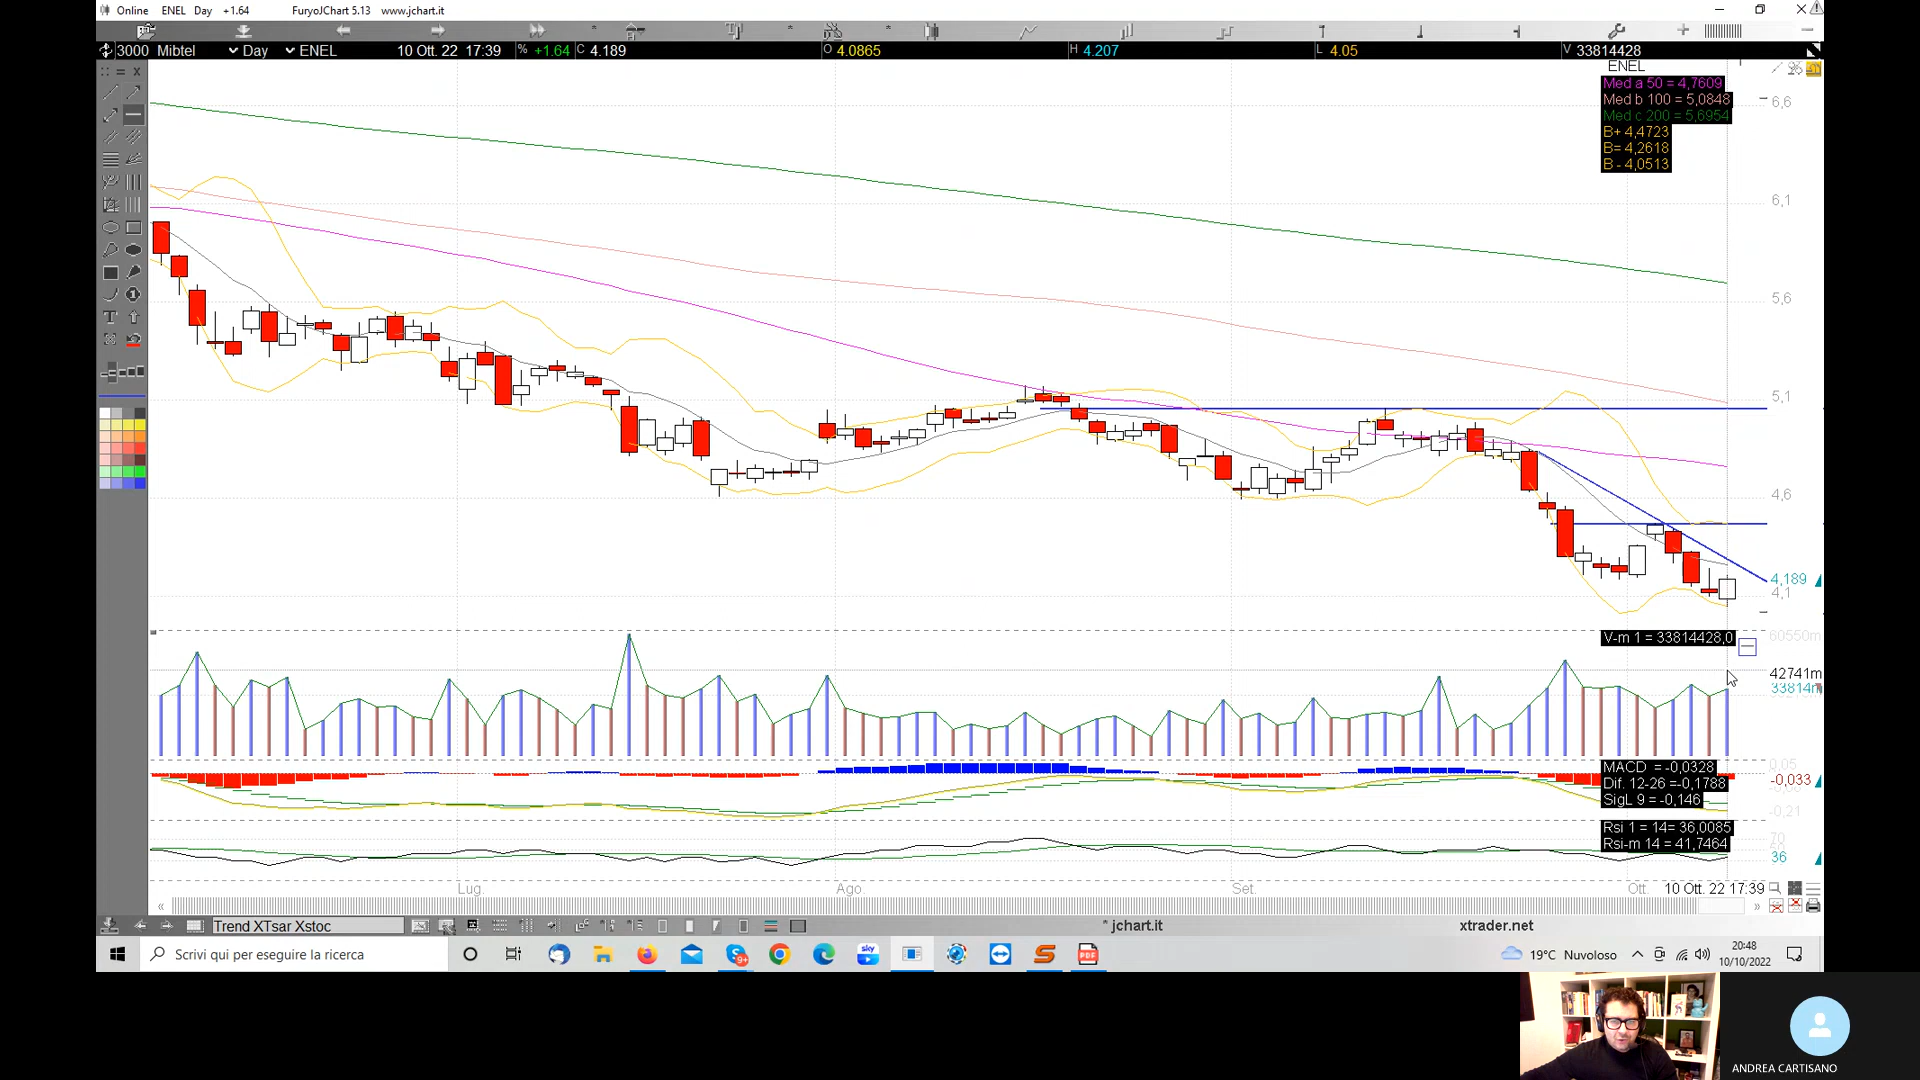 Online ENEL Day +1.64 FuryoJChart 5.13 www.jchart.it
3000 Mibtel Day ENEL 10 Ott. 22 17:39 % +1.64 C 4.189 O 4.0865 H 4.207 L 4.05 V 33814428
ENEL
Med a 50 = 4,7609
Med b 100 = 5,0848
Med c 200 = 5,6954
B+ 4,4723
B= 4,2618
B - 4,0513
6,6
6,1
5,6
5,1
4,6
4,189
4,1
V-m 1 = 33814428,0
60550m
42741m
33814m
MACD = -0,0328
Dif. 12-26 =-0,1788
SigL 9 = -0,146
0,05
-0,033
-0,21
Rsi 1 = 14= 36,0085
Rsi-m 14 = 41,7464
70
36
Lug. Ago. Set. Ott. 10 Ott. 22 17:39
Trend XTsar Xstoc * jchart.it xtrader.net
Scrivi qui per eseguire la ricerca
19°C Nuvoloso
20:48
10/10/2022
ANDREA CARTISANO